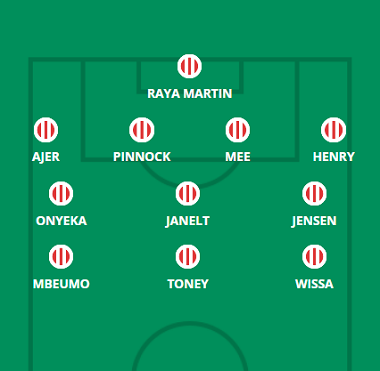 RAYA MARTIN
AJER PINNOCK MEE HENRY
ONYEKA JANELT JENSEN
MBEUMO TONEY WISSA